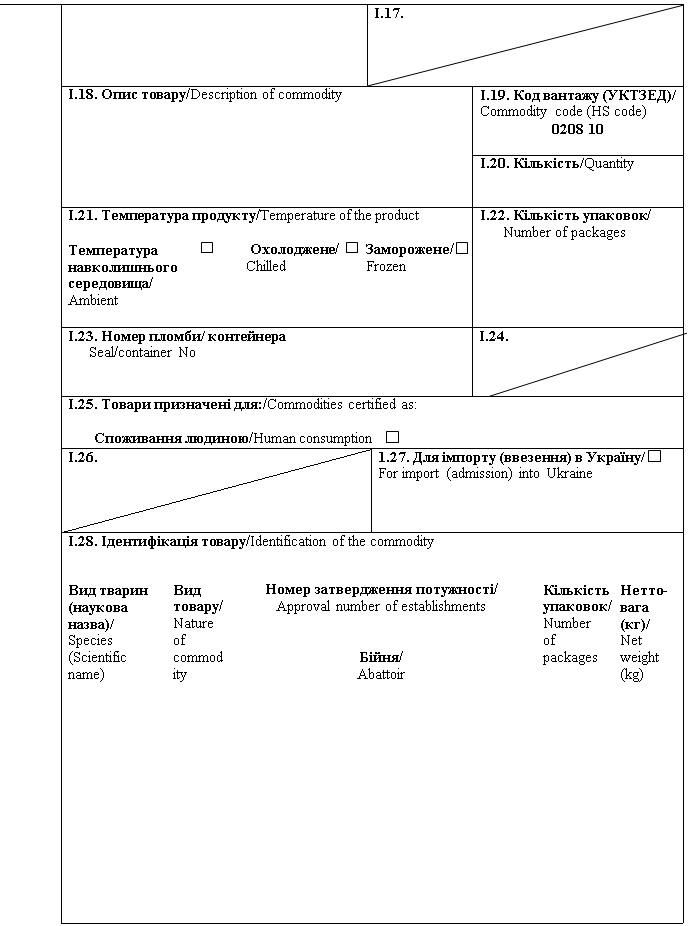 I.17.
I.18. Опис товару/Description of commodity
I.19. Код вантажу (УКТЗЕД)/
Commodity code (HS code)
0208 10
I.20. Кількість/Quantity
I.21. Температура продукту/Temperature of the product
Температура
навколишнього
середовища/
Ambient
Охолоджене/
Chilled
Заморожене/
Frozen
I.22. Кількість упаковок/
Number of packages
I.23. Номер пломби/ контейнера
Seal/container No
I.24.
I.25. Товари призначені для:/Commodities certified as:
Споживання людиною/Human consumption
I.26.
I.27. Для імпорту (ввезення) в Україну/
For import (admission) into Ukraine
I.28. Ідентифікація товару/Identification of the commodity
Вид тварин
(наукова
назва)/
Species
(Scientific
name)
Вид
товару/
Nature
of
commod
ity
Номер затвердження потужності/
Approval number of establishments
Бійня/
Abattoir
Кількість
упаковок/
Number
of
packages
Нетто-
вага
(кг)/
Net
weight
(kg)